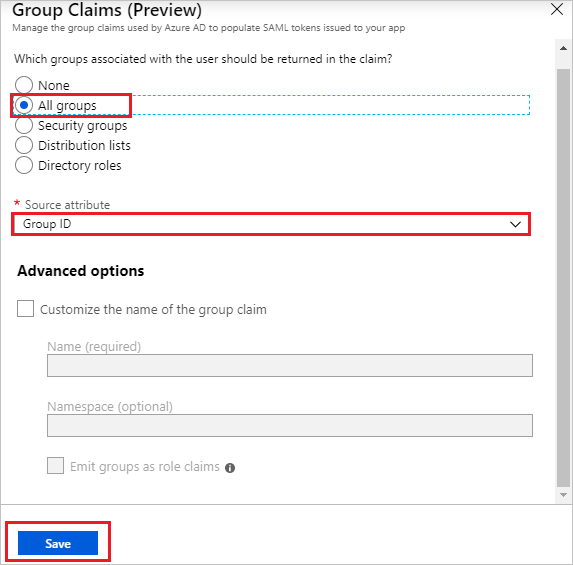 Group Claims (Preview)
Manage the group claims used by Azure AD to populate SAML tokens issued to your app
Which groups associated with the user should be returned in the claim?
None
All groups
Security groups
Distribution lists
Directory roles
* Source attribute
Group ID
Advanced options
Customize the name of the group claim
Name (required)
Namespace (optional)
Emit groups as role claims
Save